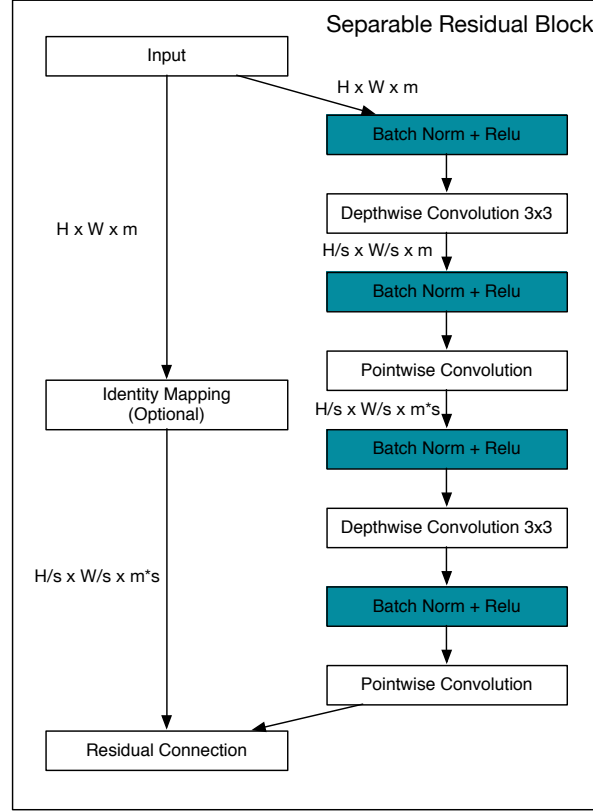 Separable Residual Block
Input
H x W x m
Batch Norm + Relu
Depthwise Convolution 3x3
H x W x m
H/s x W/s x m
Batch Norm + Relu
Pointwise Convolution
Identity Mapping
(Optional)
H/s x W/s x m*s
Batch Norm + Relu
Depthwise Convolution 3x3
H/s x W/s x m*s
Batch Norm + Relu
Pointwise Convolution
Residual Connection